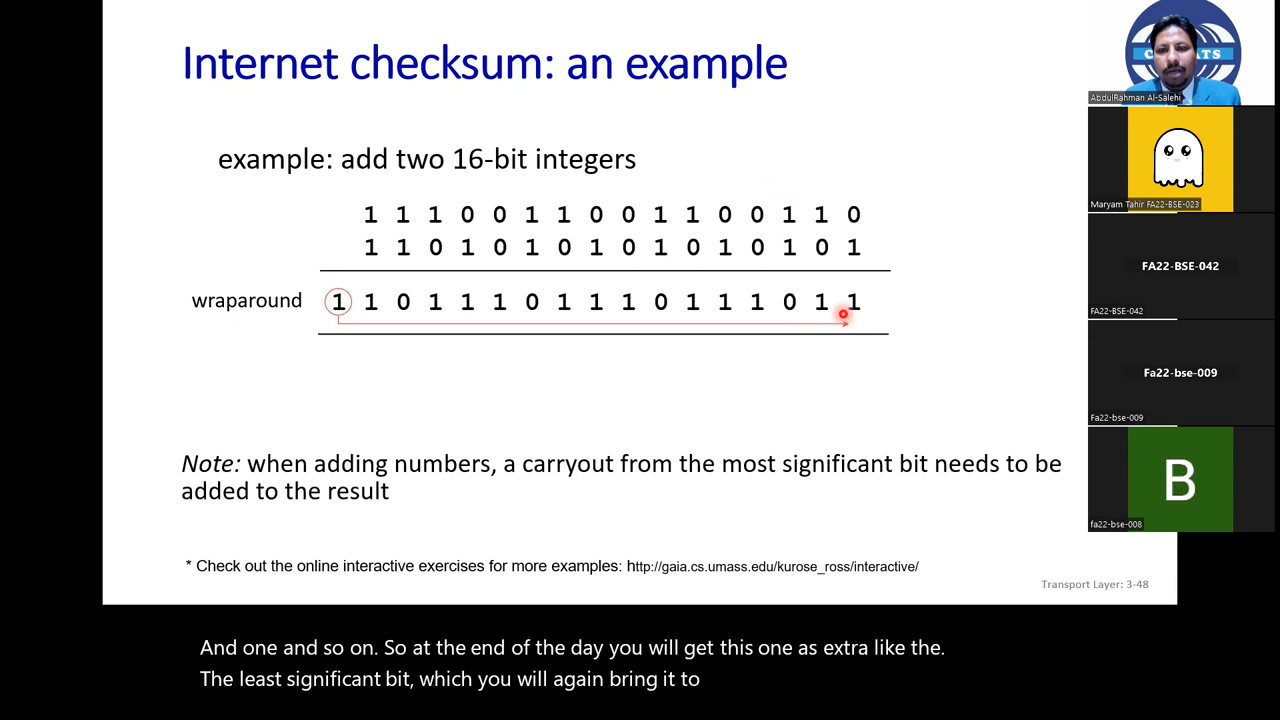 Internet checksum: an example
example: add two 16-bit integers
1 1 1 0 0 1 1 0 0 1 1 0 0 1 1 0
1 1 0 1 0 1 0 1 0 1 0 1 0 1 0 1
wraparound 1 1 0 1 1 1 0 1 1 1 0 1 1 1 0 1 1
Note: when adding numbers, a carryout from the most significant bit needs to be
added to the result
* Check out the online interactive exercises for more examples: http://gaia.cs.umass.edu/kurose_ross/interactive/
Transport Layer: 3-48
And one and so on. So at the end of the day you will get this one as extra like the.
The least significant bit, which you will again bring it to
AbdulRahman Al-Salehi
Maryam Tahir FA22-BSE-023
FA22-BSE-042
FA22-BSE-042
Fa22-bse-009
Fa22-bse-009
B
fa22-bse-008